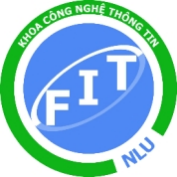 KHOA CÔNG NGHỆ THÔNG TIN
FIT
NLU